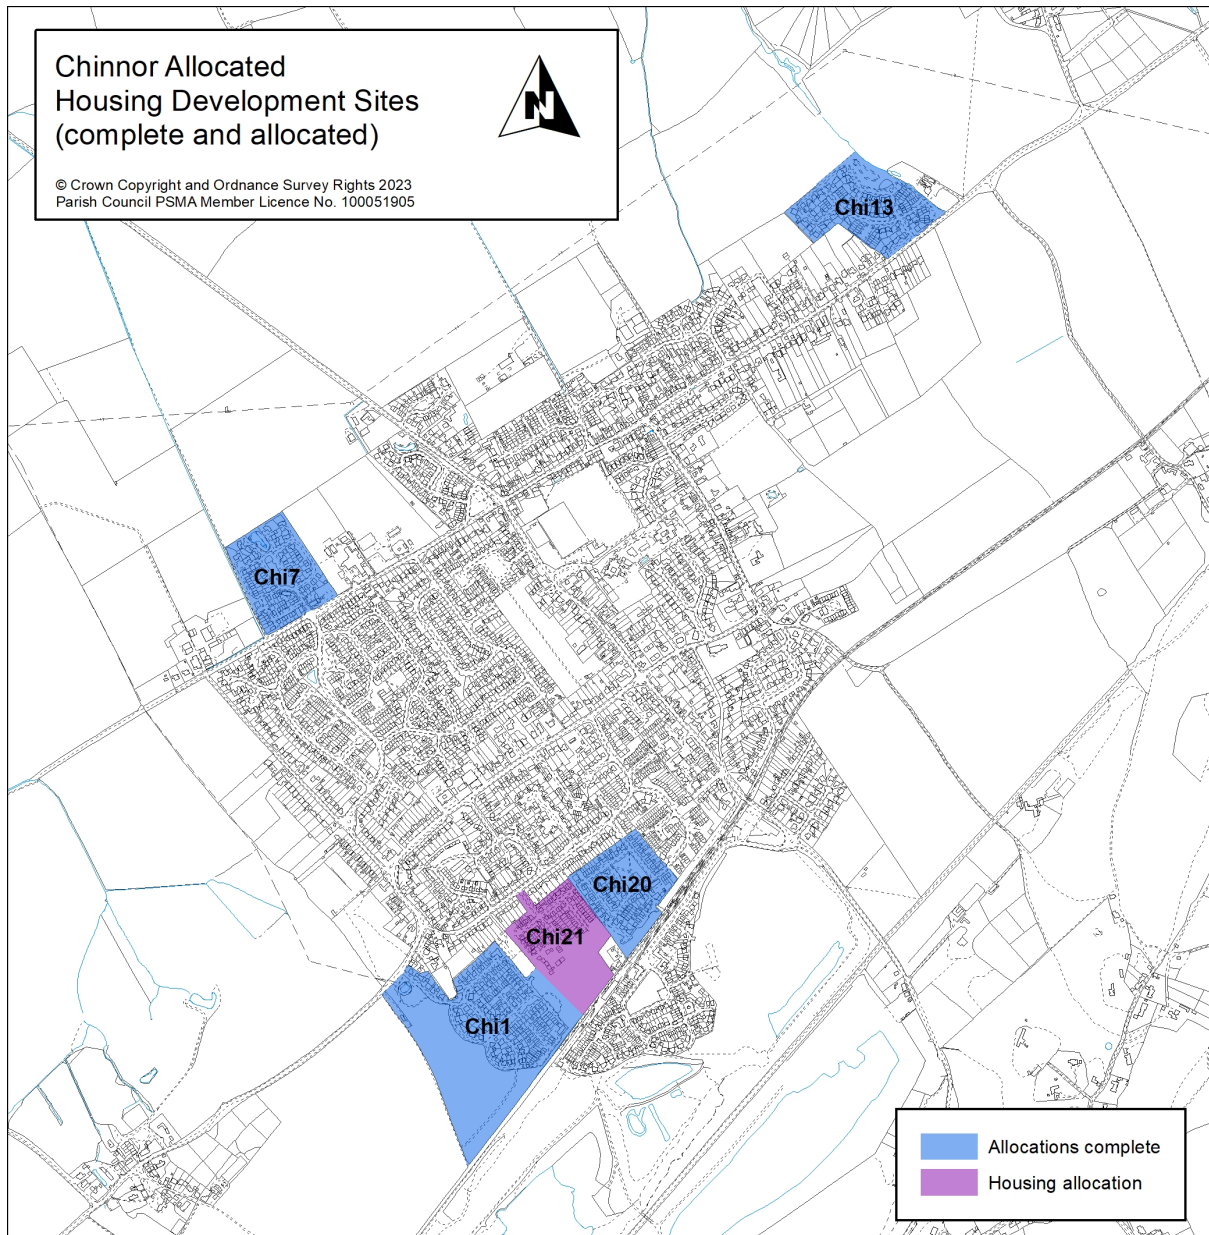 Chinnor Allocated
Housing Development Sites
(complete and allocated)
N
© Crown Copyright and Ordnance Survey Rights 2023
Parish Council PSMA Member Licence No. 100051905
Chi13
Chi7
Chi20
Chi21
Chi1
Allocations complete
Housing allocation